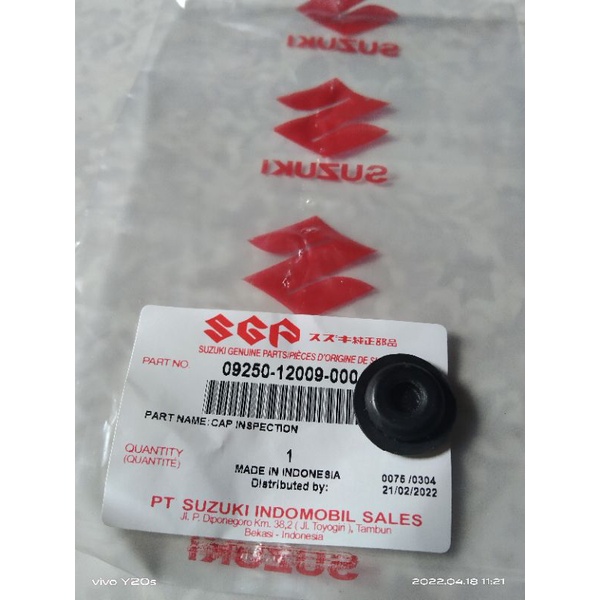 SUZUKI
SUZUKI
SGP スズキ純正部品
SUZUKI GENUINE PARTS/PIÈCES D'ORIGINE DE
PART NO 09250-12009-000
PART NAME: CAP INSPECTION
QUANTITY 1
(QUANTITÉ)
MADE IN INDONESIA 0075 /0304
Distributed by: 21/02/2022
PT SUZUKI INDOMOBIL SALES
Jl. P. Diponegoro Km. 38,2 ( Jl. Toyogiri ), Tambun
Bekasi - Indonesia
SUZUKI
vivo Y20s 2022.04.18 11:21